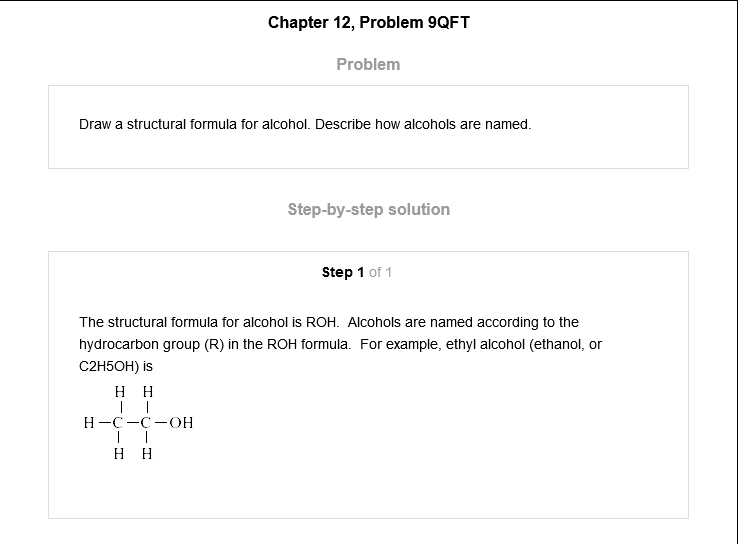 Chapter 12, Problem 9QFT
Problem
Draw a structural formula for alcohol. Describe how alcohols are named.
Step-by-step solution
Step 1 of 1
The structural formula for alcohol is ROH.  Alcohols are named according to the
hydrocarbon group (R) in the ROH formula.  For example, ethyl alcohol (ethanol, or
C2H5OH) is
H H
H—C—C—OH
H H